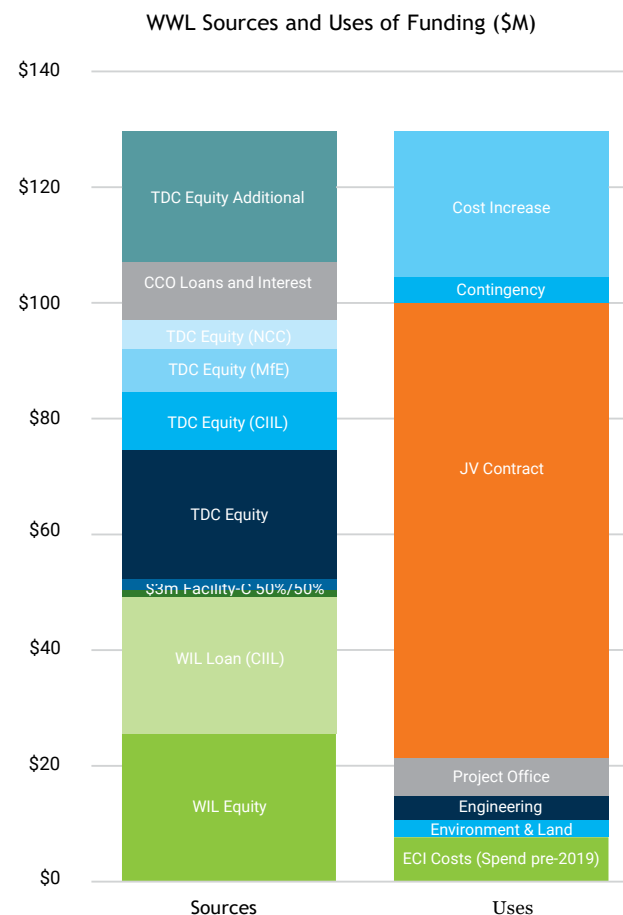 WWL Sources and Uses of Funding ($M)
$140
$120
$100
$80
$60
$40
$20
$0
TDC Equity Additional
CCO Loans and Interest
TDC Equity (NCC)
TDC Equity (MfE)
TDC Equity (CIIL)
TDC Equity
$3m Facility-C 50%/50%
WIL Loan (CIIL)
WIL Equity
Cost Increase
Contingency
JV Contract
Project Office
Engineering
Environment & Land
ECI Costs (Spend pre-2019)
Sources
Uses